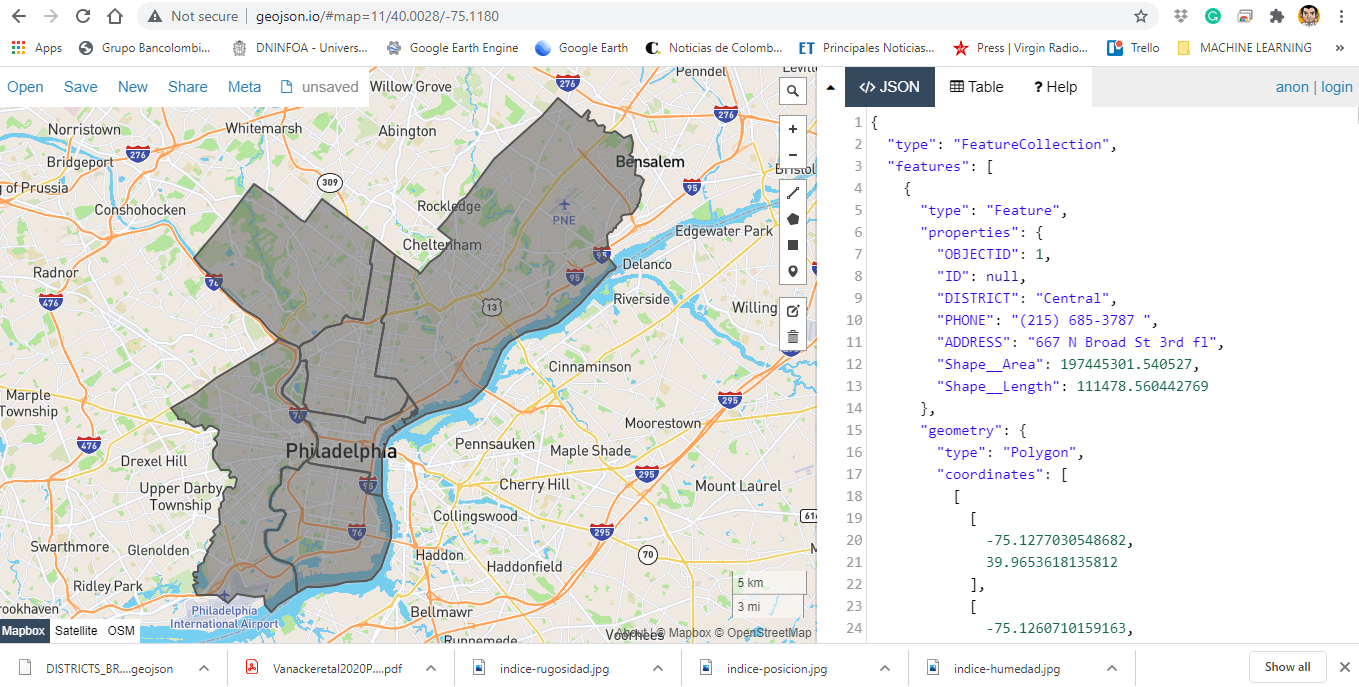 Not secure | geojson.io/#map=11/40.0028/-75.1180
Apps Grupo Bancolombi... DNINFOA - Univers... Google Earth Engine Google Earth Noticias de Colomb... Principales Noticias... Press | Virgin Radio... Trello MACHINE LEARNING »
Open Save New Share Meta unsaved
</> JSON Table ? Help anon | login
Willow Grove
Penndel
276
Norristown
Whitemarsh
Abington
276
276
Bridgeport
Bensalem
Bristol
of Prussia
309
95
Conshohocken
Rockledge
PNE
Cheltenham
Edgewater Park
Radnor
95
Delanco
476
76
95
Riverside
13
Willing
Cinnaminson
Marple
Township
295
295
Moorestown
476
Philadelphia
Pennsauken
Maple Shade
Drexel Hill
Upper Darby
Township
95
295
Cherry Hill
Mount Laurel
Collingswood
Swarthmore
Glenolden
76
295
Haddon
70
Haddonfield
Ridley Park
5 km
3 mi
Philadelphia
International Airport
Bellmawr
Runnemede
Voorhees
Mapbox Satellite OSM
About © Mapbox © OpenStreetMap
1 {
2 "type": "FeatureCollection",
3 "features": [
4 {
5 "type": "Feature",
6 "properties": {
7 "OBJECTID": 1,
8 "ID": null,
9 "DISTRICT": "Central",
10 "PHONE": "(215) 685-3787 ",
11 "ADDRESS": "667 N Broad St 3rd fl",
12 "Shape__Area": 197445301.540527,
13 "Shape__Length": 111478.560442769
14 },
15 "geometry": {
16 "type": "Polygon",
17 "coordinates": [
18 [
19 [
20 -75.1277030548682,
21 39.9653618135812
22 ],
23 [
24 -75.1260710159163,
DISTRICTS_BR....geojson Vanackeretal2020P....pdf indice-rugosidad.jpg indice-posicion.jpg indice-humedad.jpg Show all